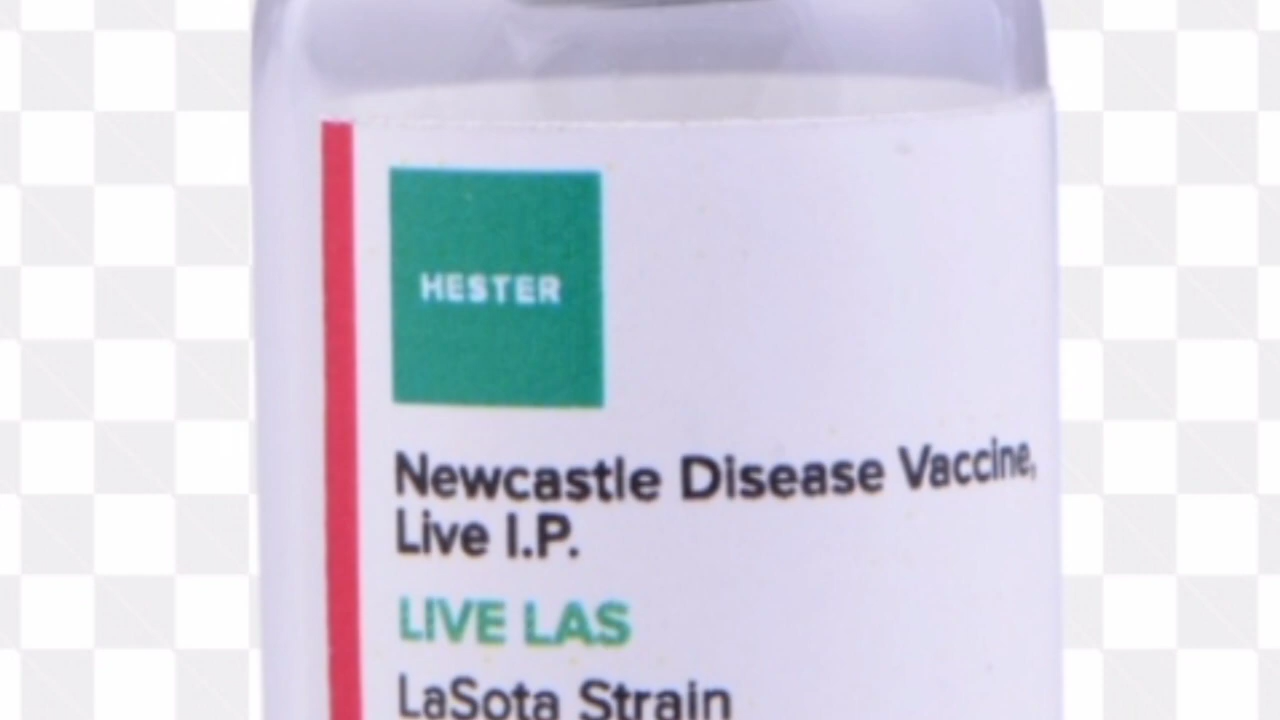 HESTER
Newcastle Disease Vaccine,
Live I.P.
LIVE LAS
LaSota Strain